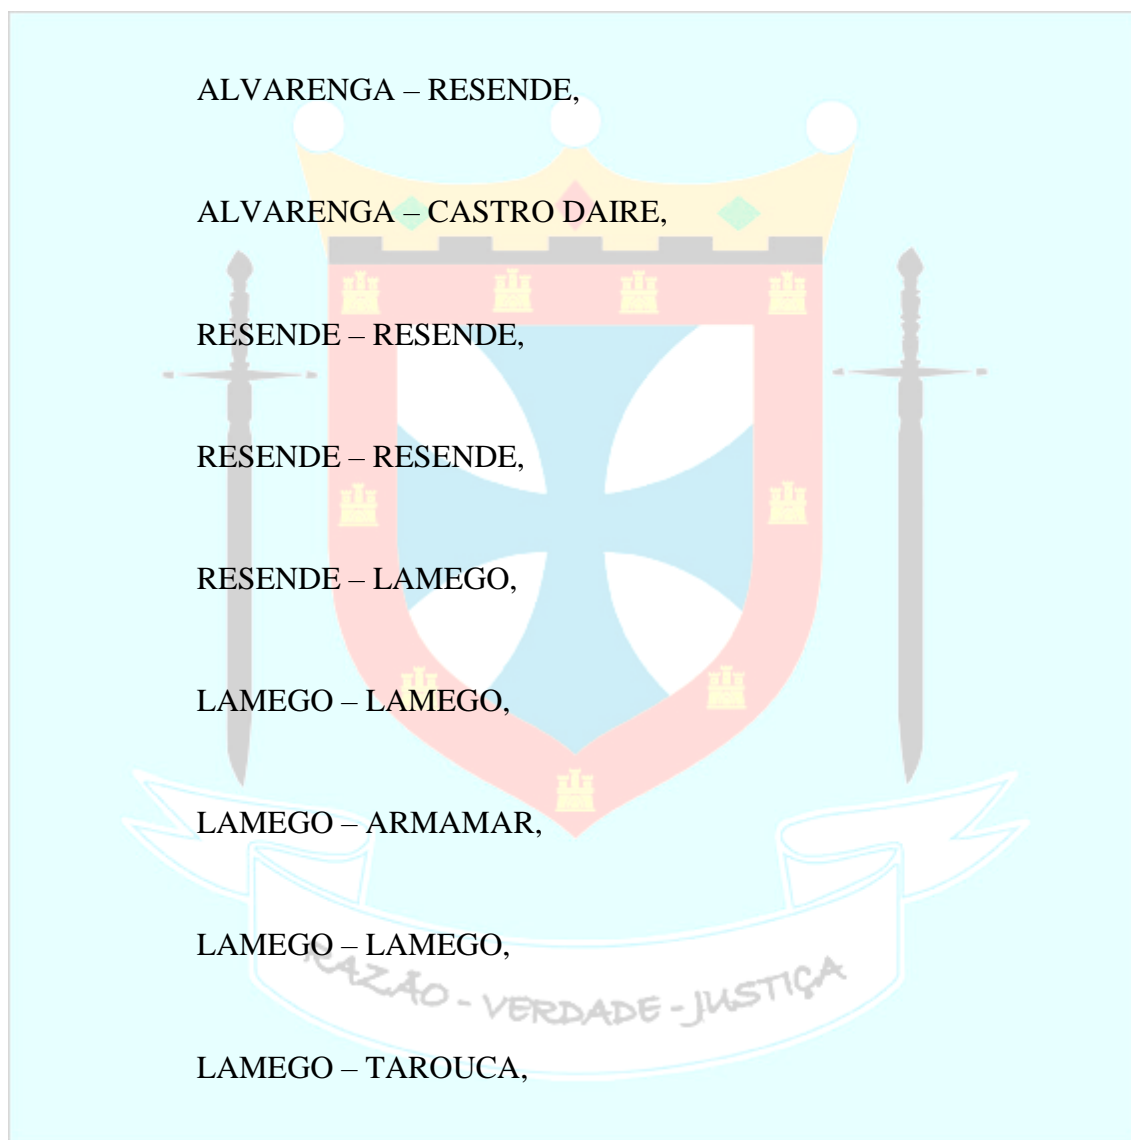 ALVARENGA – RESENDE,
ALVARENGA – CASTRO DAIRE,
RESENDE – RESENDE,
RESENDE – RESENDE,
RESENDE – LAMEGO,
LAMEGO – LAMEGO,
LAMEGO – ARMAMAR,
LAMEGO – LAMEGO,
RAZÃO - VERDADE - JUSTIÇA
LAMEGO – TAROUCA,